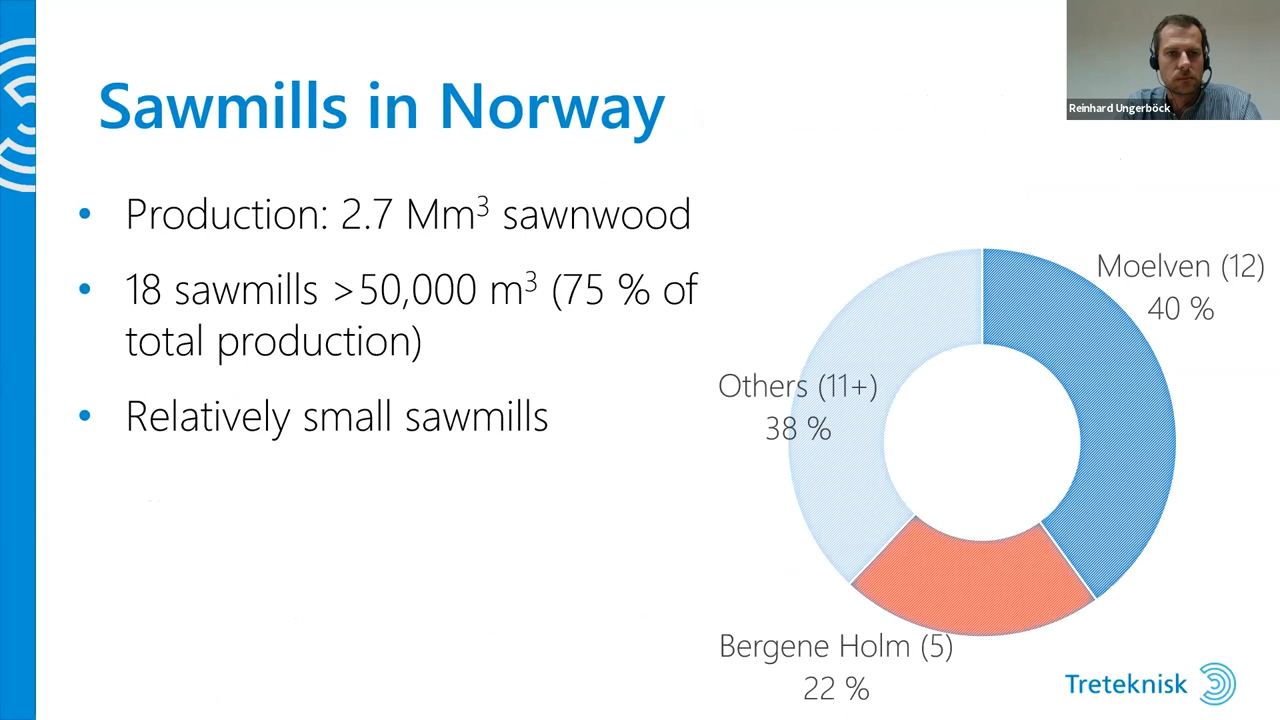 Sawmills in Norway
Reinhard Ungerböck
• Production: 2.7 Mm³ sawnwood
• 18 sawmills >50,000 m³ (75 % of
total production)
• Relatively small sawmills
Moelven (12)
40 %
Others (11+)
38 %
Bergene Holm (5)
22 %
Treteknisk